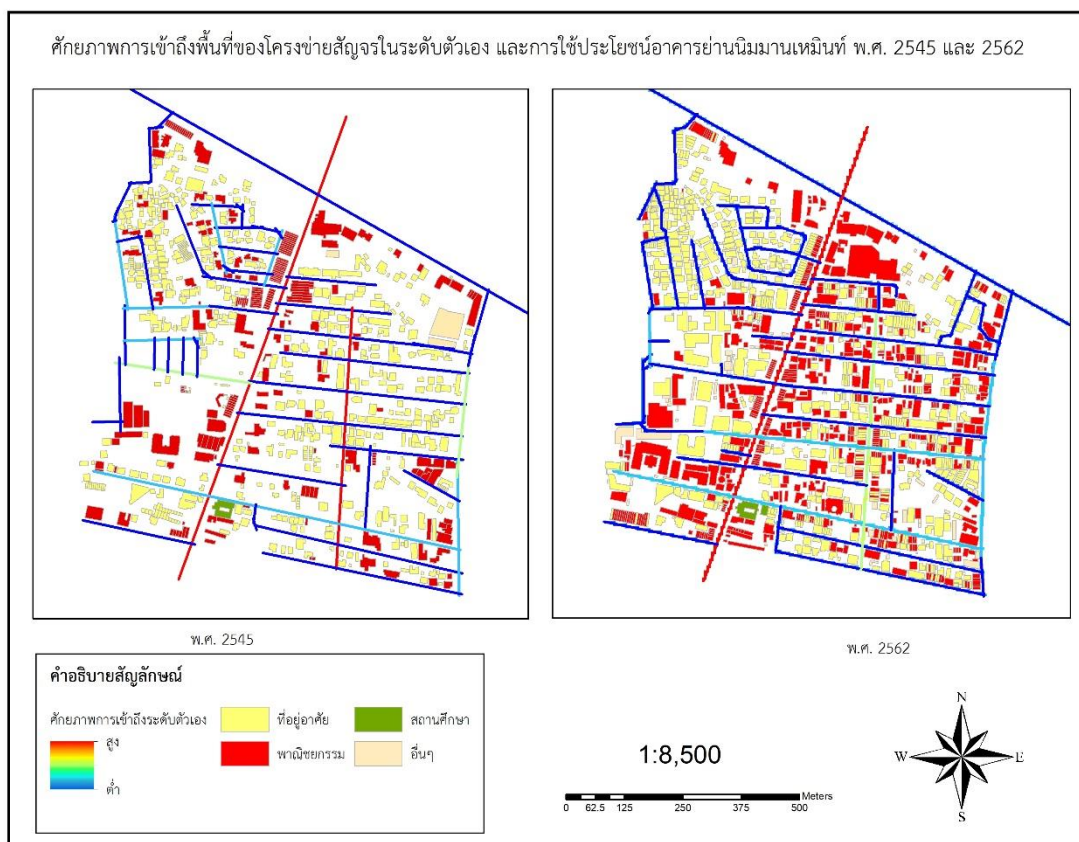 ศักยภาพการเข้าถึงพื้นที่ของโครงข่ายสัญจรในระดับตัวเอง และการใช้ประโยชน์อาคารย่านนิมมานเหมินท์ พ.ศ. 2545 และ 2562
พ.ศ. 2545
พ.ศ. 2562
คำอธิบายสัญลักษณ์
ศักยภาพการเข้าถึงระดับตัวเอง
สูง
ต่ำ
ที่อยู่อาศัย
พาณิชยกรรม
สถานศึกษา
อื่นๆ
1:8,500
Meters
0 62.5 125 250 375 500
N
W E
S